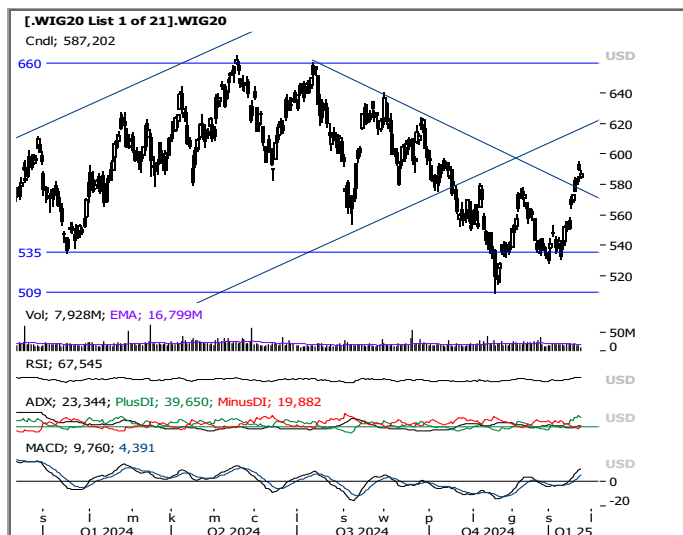 [.WIG20 List 1 of 21].WIG20
Cndl; 587,202
USD
660
640
620
600
580
560
540
535
520
509
Vol; 7,928M; EMA; 16,799M
50M
0
RSI; 67,545
USD
ADX; 23,344; PlusDI; 39,650; MinusDI; 19,882
USD
MACD; 9,760; 4,391
USD
0
-20
s l m k m c l s w p l g s l
Q1 2024 Q2 2024 Q3 2024 Q4 2024 Q1 25